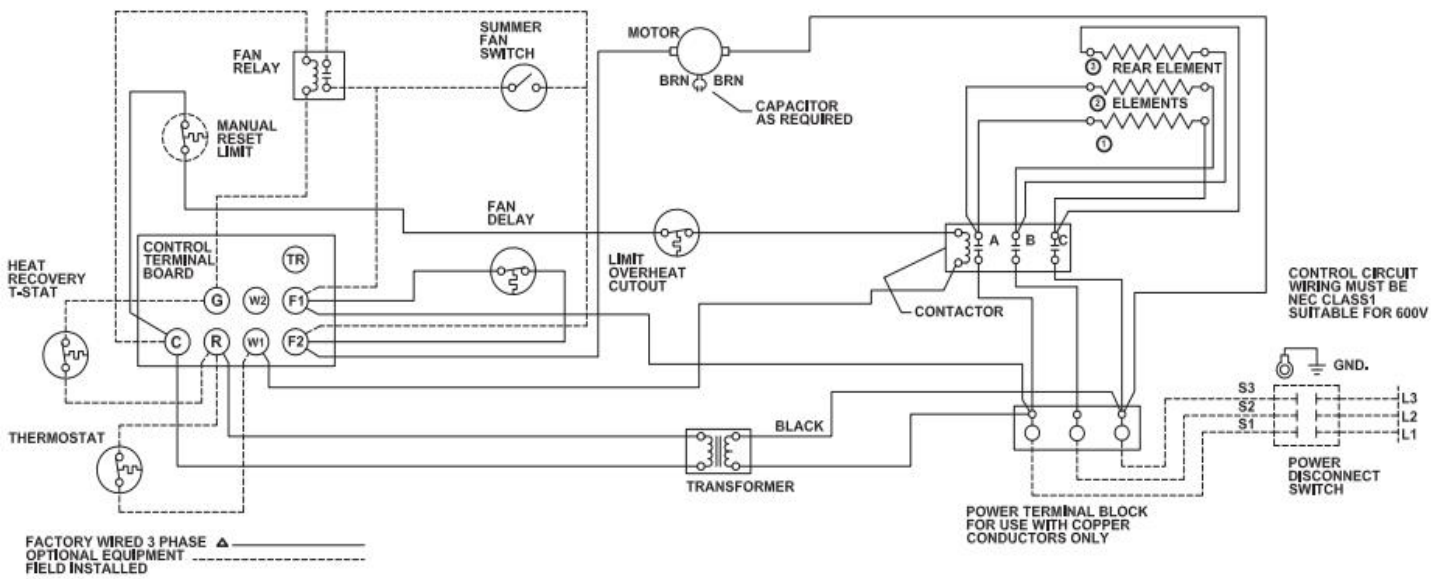 SUMMER
FAN
SWITCH
MOTOR
FAN
RELAY
BRN BRN
③ REAR ELEMENT
② ELEMENTS
①
CAPACITOR
AS REQUIRED
MANUAL
RESET
LIMIT
FAN
DELAY
CONTROL
TERMINAL
BOARD
TR
LIMIT
OVERHEAT
CUTOUT
A B C
HEAT
RECOVERY
T-STAT
G W2 F1
C R W1 F2
CONTACTOR
CONTROL CIRCUIT
WIRING MUST BE
NEC CLASS1
SUITABLE FOR 600V
GND.
S3 L3
S2 L2
S1 L1
THERMOSTAT
BLACK
TRANSFORMER
POWER
DISCONNECT
SWITCH
POWER TERMINAL BLOCK
FOR USE WITH COPPER
CONDUCTORS ONLY
FACTORY WIRED 3 PHASE Δ
OPTIONAL EQUIPMENT
FIELD INSTALLED